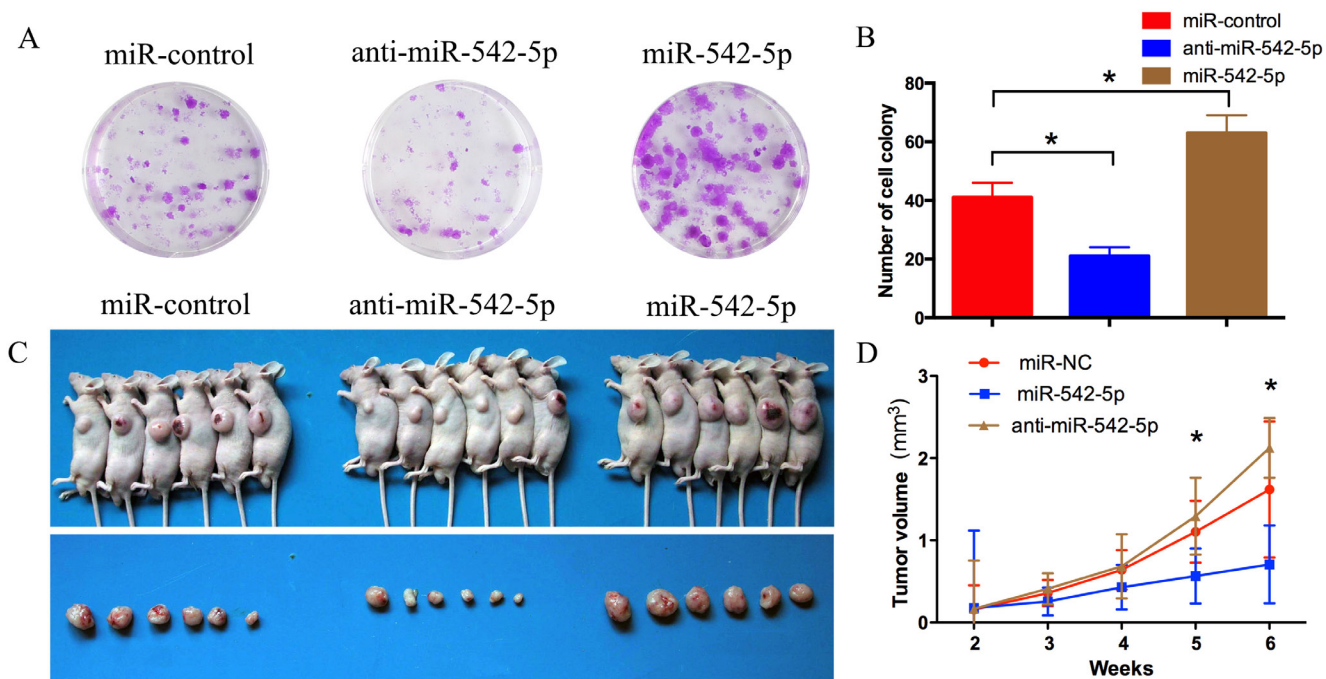 A
miR-control
anti-miR-542-5p
miR-542-5p
B
miR-control
anti-miR-542-5p
miR-542-5p
Number of cell colony
80
60
40
20
0
*
*
C
miR-control
anti-miR-542-5p
miR-542-5p
D
miR-NC
miR-542-5p
anti-miR-542-5p
Tumor volume (mm³)
3
2
1
0
*
*
2 3 4 5 6
Weeks